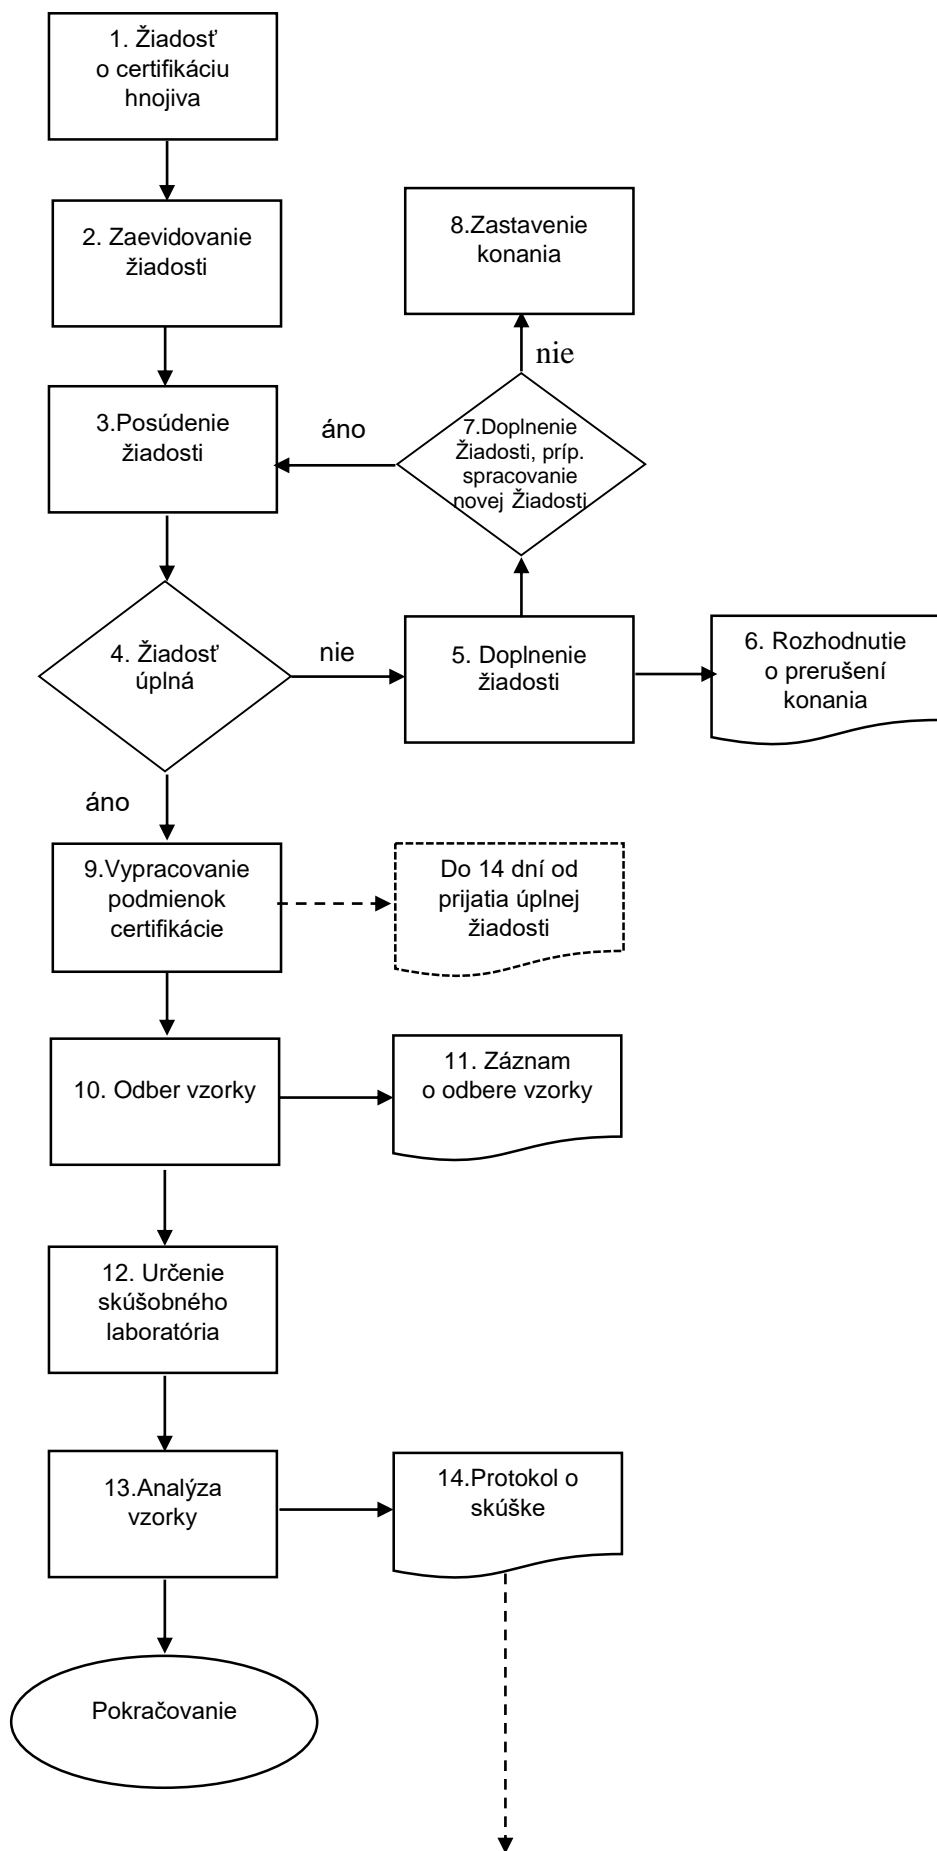 1. Žiadosť
o certifikáciu
hnojiva
2. Zaevidovanie
žiadosti
8.Zastavenie
konania
nie
3.Posúdenie
žiadosti
áno
7.Doplnenie
Žiadosti, príp.
spracovanie
novej Žiadosti
4. Žiadosť
úplná
nie
5. Doplnenie
žiadosti
6. Rozhodnutie
o prerušení
konania
áno
9.Vypracovanie
podmienok
certifikácie
Do 14 dní od
prijatia úplnej
žiadosti
10. Odber vzorky
11. Záznam
o odbere vzorky
12. Určenie
skúšobného
laboratória
13.Analýza
vzorky
14.Protokol o
skúške
Pokračovanie